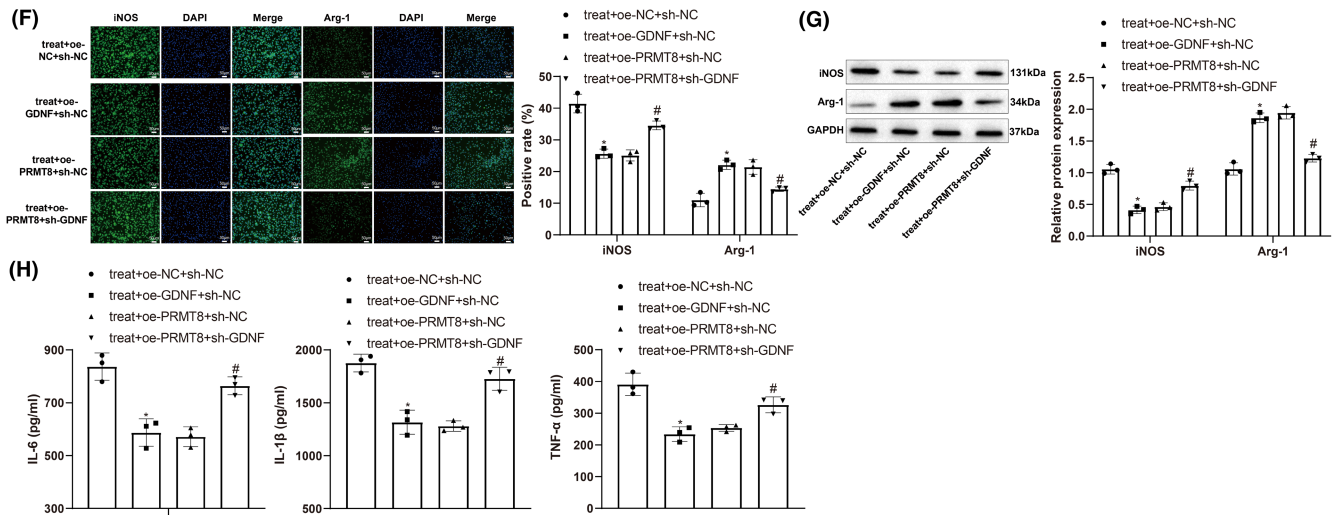 (F)
iNOS DAPI Merge Arg-1 DAPI Merge
treat+oe-
NC+sh-NC
treat+oe-
GDNF+sh-NC
treat+oe-
PRMT8+sh-NC
treat+oe-
PRMT8+sh-GDNF
treat+oe-NC+sh-NC
treat+oe-GDNF+sh-NC
treat+oe-PRMT8+sh-NC
treat+oe-PRMT8+sh-GDNF
Positive rate (%)
50
40
30
20
10
0
*
#
*
#
iNOS Arg-1
(G)
iNOS 131kDa
Arg-1 34kDa
GAPDH 37kDa
treat+oe-NC+sh-NC
treat+oe-GDNF+sh-NC
treat+oe-PRMT8+sh-NC
treat+oe-PRMT8+sh-GDNF
treat+oe-NC+sh-NC
treat+oe-GDNF+sh-NC
treat+oe-PRMT8+sh-NC
treat+oe-PRMT8+sh-GDNF
Relative protein expression
2.5
2.0
1.5
1.0
0.5
0.0
*
#
*
#
iNOS Arg-1
(H)
treat+oe-NC+sh-NC
treat+oe-GDNF+sh-NC
treat+oe-PRMT8+sh-NC
treat+oe-PRMT8+sh-GDNF
IL-6 (pg/ml)
900
700
500
300
*
#
treat+oe-NC+sh-NC
treat+oe-GDNF+sh-NC
treat+oe-PRMT8+sh-NC
treat+oe-PRMT8+sh-GDNF
IL-1β (pg/ml)
2000
1500
1000
500
*
#
treat+oe-NC+sh-NC
treat+oe-GDNF+sh-NC
treat+oe-PRMT8+sh-NC
treat+oe-PRMT8+sh-GDNF
TNF-α (pg/ml)
500
400
300
200
100
0
*
#